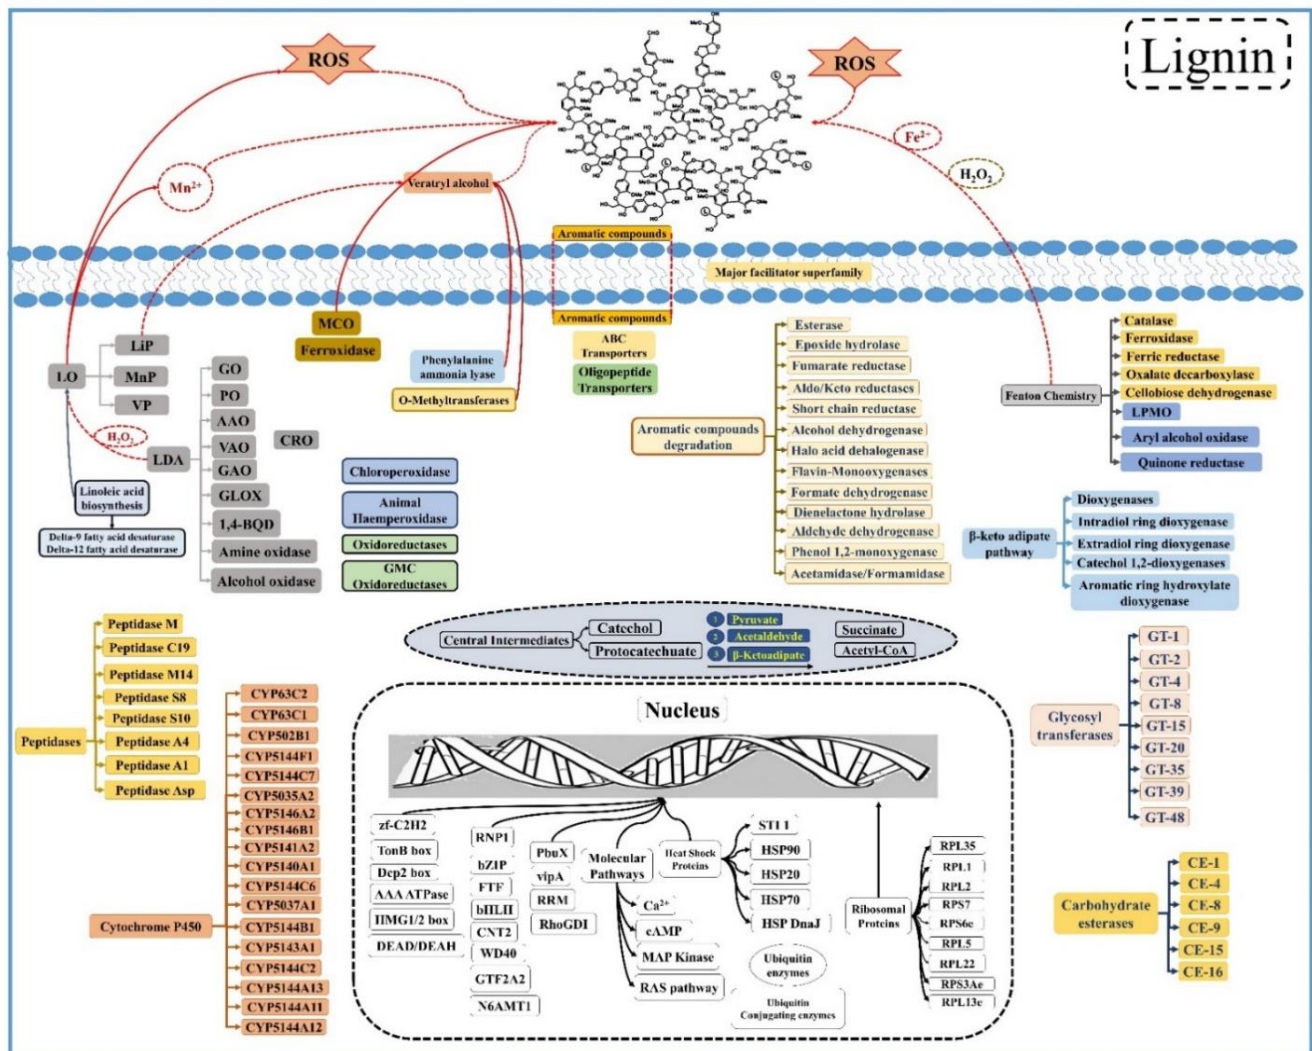 Lignin
ROS
ROS
Fe²⁺
H₂O₂
Mn²⁺
Veratryl alcohol
Aromatic compounds
Major facilitator superfamily
Aromatic compounds
MCO
Ferroxidase
LO
LiP
MnP
VP
H₂O₂
LDA
GO
PO
AAO
VAO
GAO
GLOX
1,4-BQD
Amine oxidase
Alcohol oxidase
CRO
Linoleic acid
biosynthesis
Delta-9 fatty acid desaturase
Delta-12 fatty acid desaturase
Phenylalanine
ammonia lyase
O-Methyltransferases
Chloroperoxidase
Animal
Haemperoxidase
Oxidoreductases
GMC
Oxidoreductases
ABC
Transporters
Oligopeptide
Transporters
Aromatic compounds
degradation
Esterase
Epoxide hydrolase
Fumarate reductase
Aldo/Keto reductases
Short chain reductase
Alcohol dehydrogenase
Halo acid dehalogenase
Flavin-Monooxygenases
Formate dehydrogenase
Dienelactone hydrolase
Aldehyde dehydrogenase
Phenol 1,2-monoxygenase
Acetamidase/Formamidase
Fenton Chemistry
Catalase
Ferroxidase
Ferric reductase
Oxalate decarboxylase
Cellobiose dehydrogenase
LPMO
Aryl alcohol oxidase
Quinone reductase
β-keto adipate
pathway
Dioxygenases
Intradiol ring dioxygenase
Extradiol ring dioxygenase
Catechol 1,2-dioxygenases
Aromatic ring hydroxylate
dioxygenase
Central Intermediates
Catechol
Protocatechuate
1 Pyruvate
2 Acetaldehyde
3 β-Ketoadipate
Succinate
Acetyl-CoA
Peptidases
Peptidase M
Peptidase C19
Peptidase M14
Peptidase S8
Peptidase S10
Peptidase A4
Peptidase A1
Peptidase Asp
Cytochrome P450
CYP63C2
CYP63C1
CYP502B1
CYP5144F1
CYP5144C7
CYP5035A2
CYP5146A2
CYP5146B1
CYP5141A2
CYP5140A1
CYP5144C6
CYP5037A1
CYP5144B1
CYP5143A1
CYP5144C2
CYP5144A13
CYP5144A11
CYP5144A12
Nucleus
zf-C2H2
TonB box
Dcp2 box
AAA ATPase
HMG1/2 box
DEAD/DEAH
RNP1
bZIP
FTF
bHLH
CNT2
WD40
GTF2A2
N6AMT1
PbuX
vipA
RRM
RhoGDI
Molecular
Pathways
Ca²⁺
cAMP
MAP Kinase
RAS pathway
Heat Shock
Proteins
STI 1
HSP90
HSP20
HSP70
HSP DnaJ
Ubiquitin
enzymes
Ubiquitin
Conjugating enzymes
Ribosomal
Proteins
RPL35
RPL1
RPL2
RPS7
RPS6e
RPL5
RPL22
RPS3Ae
RPL13e
Glycosyl
transferases
GT-1
GT-2
GT-4
GT-8
GT-15
GT-20
GT-35
GT-39
GT-48
Carbohydrate
esterases
CE-1
CE-4
CE-8
CE-9
CE-15
CE-16